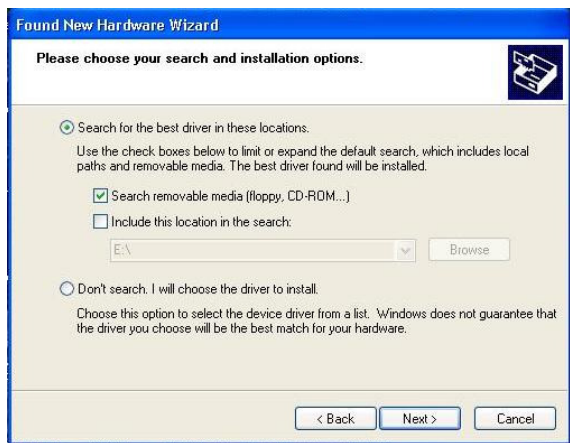 Found New Hardware Wizard
Please choose your search and installation options.
Search for the best driver in these locations.
Use the check boxes below to limit or expand the default search, which includes local
paths and removable media. The best driver found will be installed.
Search removable media (floppy, CD-ROM...)
Include this location in the search:
E:\
Browse
Don't search. I will choose the driver to install.
Choose this option to select the device driver from a list. Windows does not guarantee that
the driver you choose will be the best match for your hardware.
< Back Next > Cancel